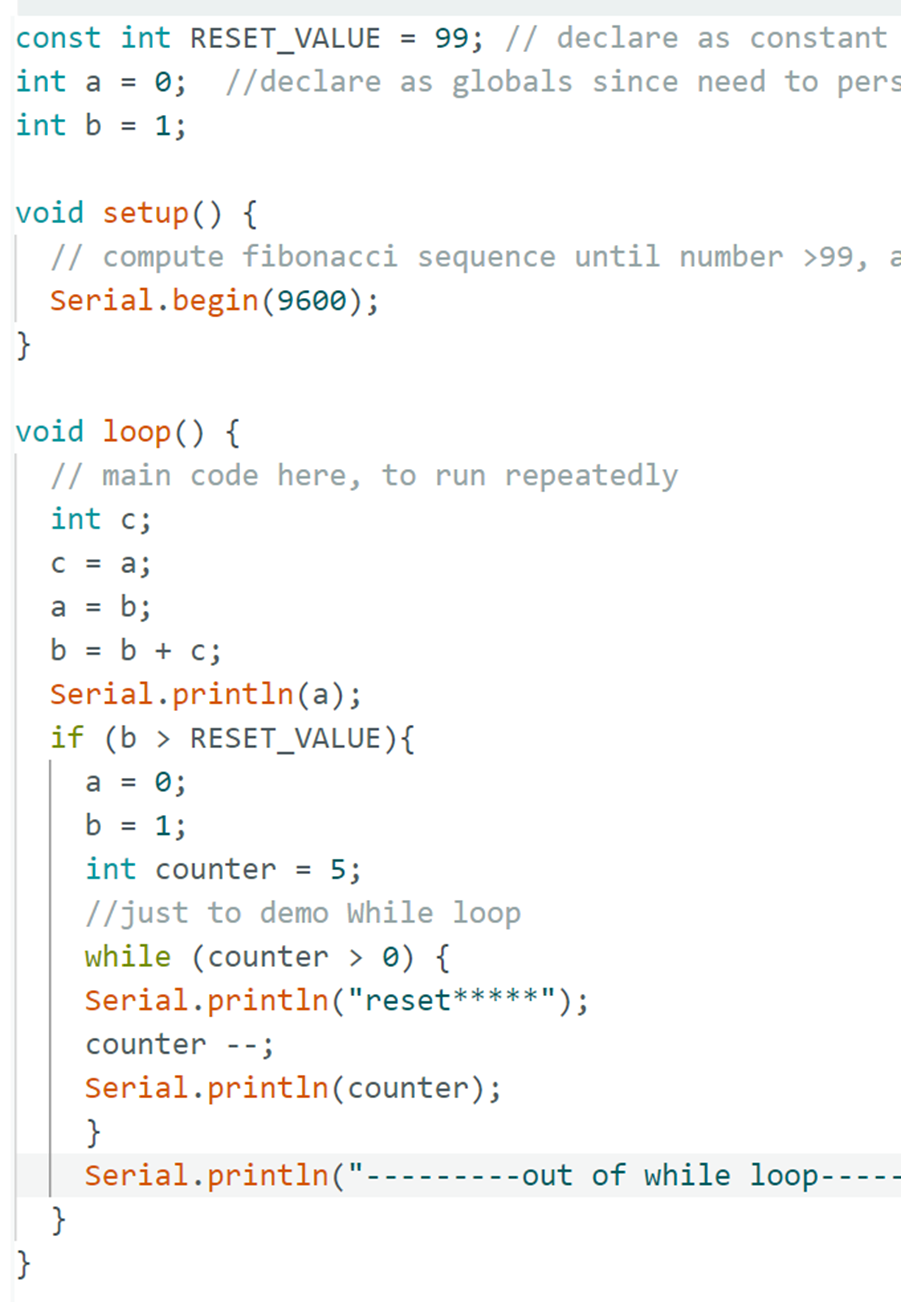 const int RESET_VALUE = 99; // declare as constant
int a = 0;  //declare as globals since need to
int b = 1;
void setup() {
// compute fibonacci sequence until number >99,
Serial.begin(9600);
}
void loop() {
// main code here, to run repeatedly
int c;
c = a;
a = b;
b = b + c;
Serial.println(a);
if (b > RESET_VALUE){
a = 0;
b = 1;
int counter = 5;
//just to demo While loop
while (counter > 0) {
Serial.println("reset*****");
counter --;
Serial.println(counter);
}
Serial.println("---------out of while loop-----
}
}